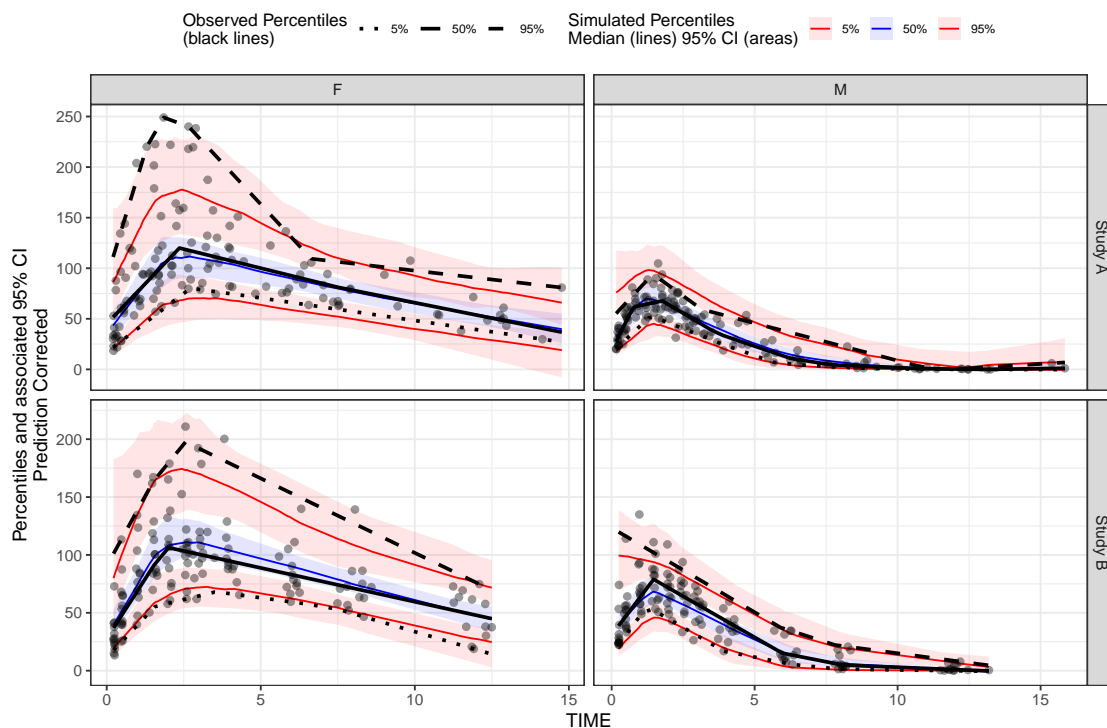 Observed Percentiles
(black lines)
5% 50% 95%
Simulated Percentiles
Median (lines) 95% CI (areas)
5% 50% 95%
F
M
Percentiles and associated 95% CI
Prediction Corrected
250
200
150
100
50
0
Study A
200
150
100
50
0
Study B
0 5 10 15
0 5 10 15
TIME